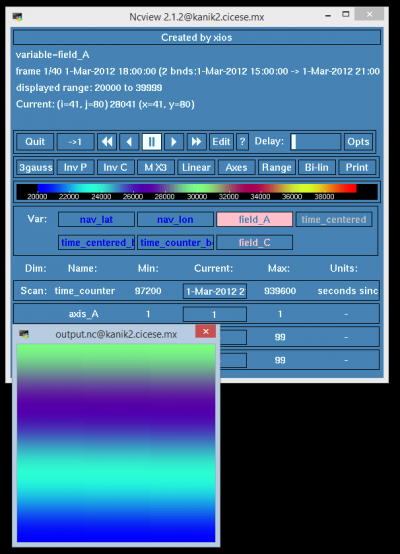 Ncview 2.1.2@kanik2.cicese.mx
Created by xios
variable=field_A
frame 1/40 1-Mar-2012 18:00:00 (2 bnds:1-Mar-2012 15:00:00 -> 1-Mar-2012 21:00
displayed range: 20000 to 39999
Current: (i=41, j=80) 28041 (x=41, y=80)
Quit ->1 Edit ? Delay: Opts
3gauss Inv P Inv C M X3 Linear Axes Range Bi-lin Print
20000 22000 24000 26000 28000 30000 32000 34000 36000 38000
Var: nav_lat nav_lon field_A time_centered
time_centered_b time_counter_b field_C
Dim: Name: Min: Current: Max: Units:
Scan: time_counter 97200 1-Mar-2012 2 939600 seconds sinc
axis_A 1 1 1 -
99 -
99 -
output.nc@kanik2.cicese.mx